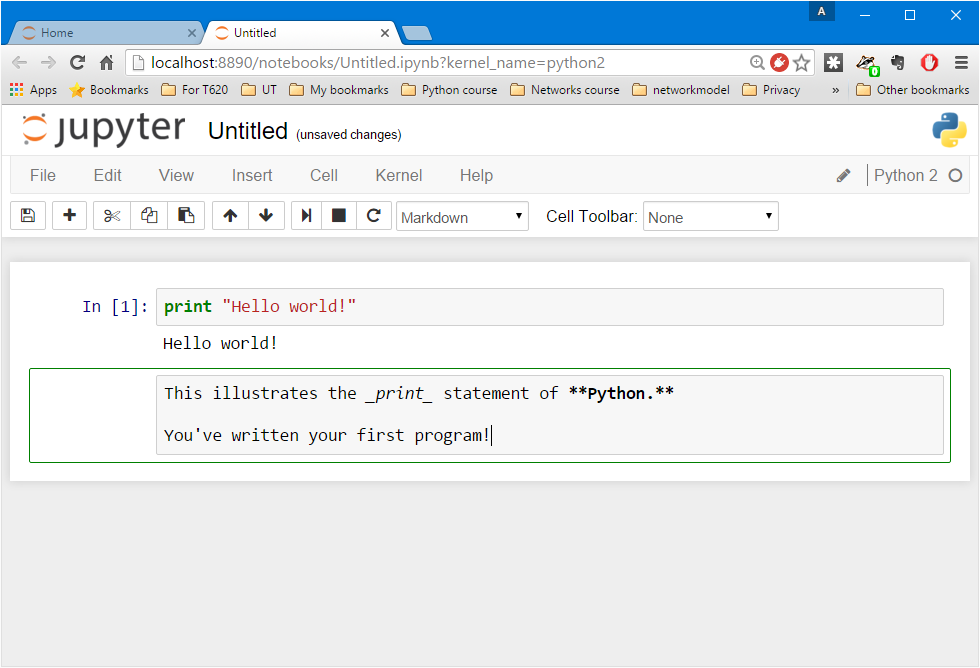 A
Home
Untitled
localhost:8890/notebooks/Untitled.ipynb?kernel_name=python2
0
Apps Bookmarks For T620 UT My bookmarks Python course Networks course networkmodel Privacy » Other bookmarks
jupyter Untitled (unsaved changes)
File Edit View Insert Cell Kernel Help Python 2
Markdown Cell Toolbar: None
In [1]: print "Hello world!"
Hello world!
This illustrates the _print_ statement of **Python.**
You've written your first program!